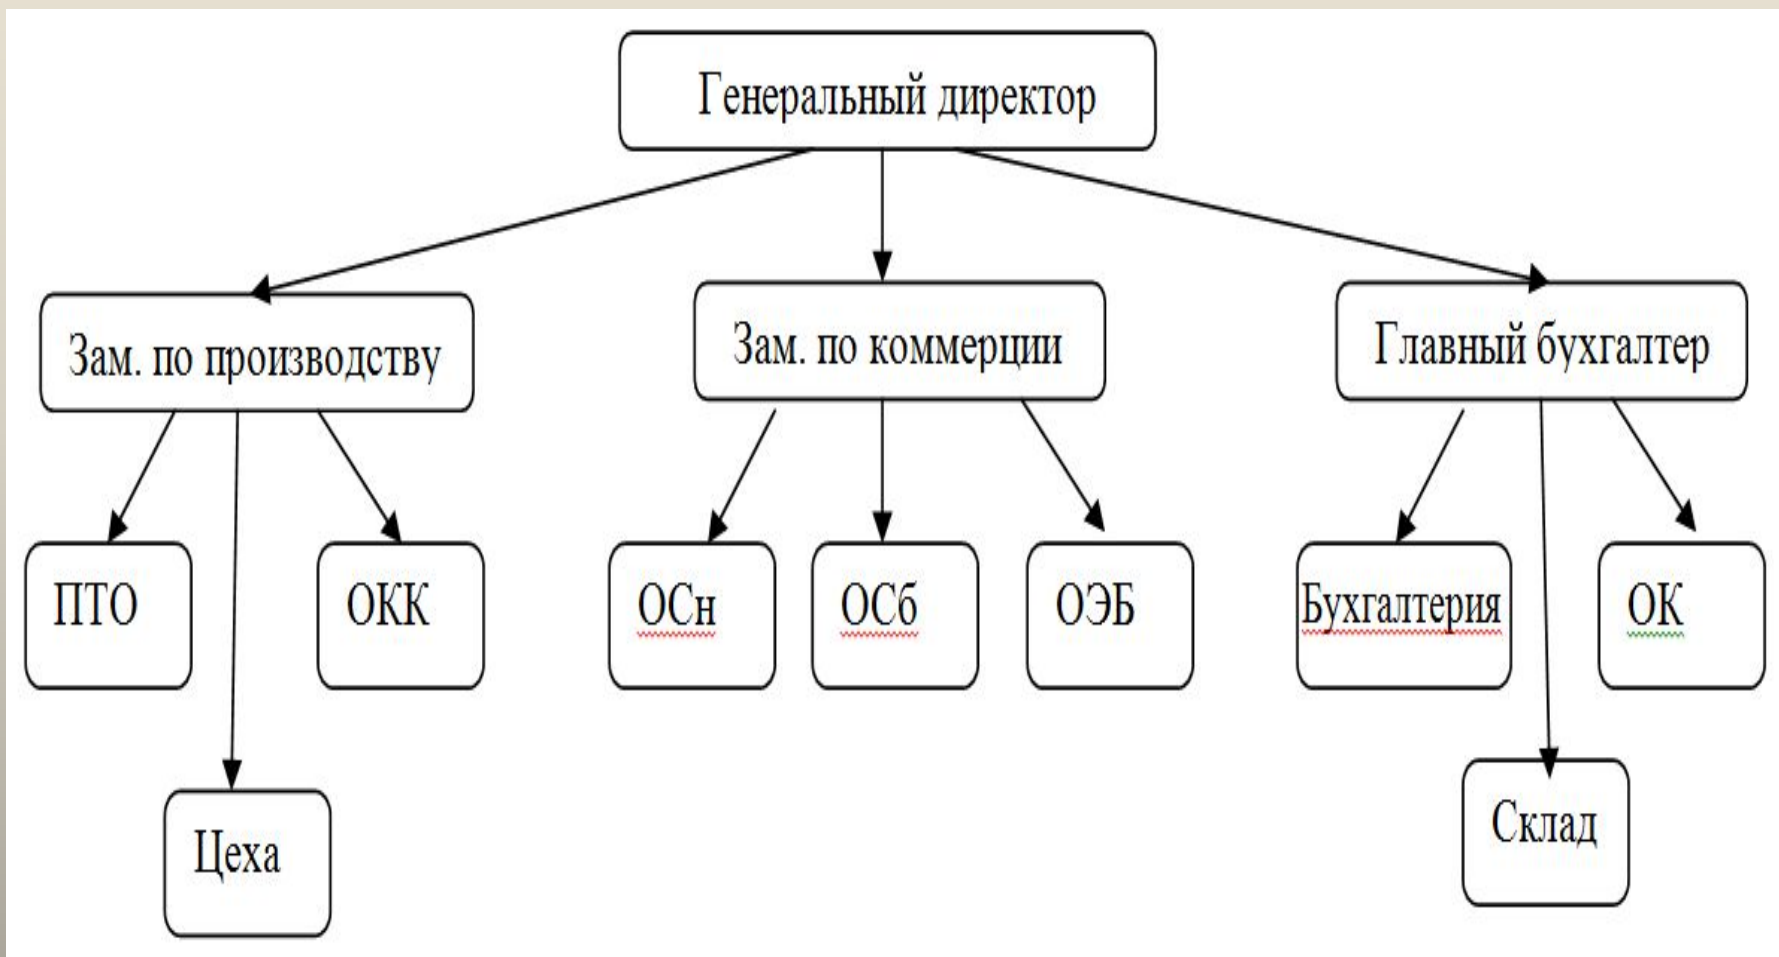 Генеральный директор
Зам. по производству
Зам. по коммерции
Главный бухгалтер
ПТО
ОКК
ОСн
ОСб
ОЭБ
Бухгалтерия
ОК
Цеха
Склад